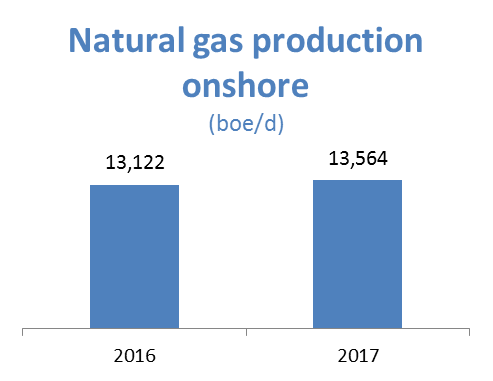 Natural gas production
onshore
(boe/d)
13,122
13,564
2016
2017